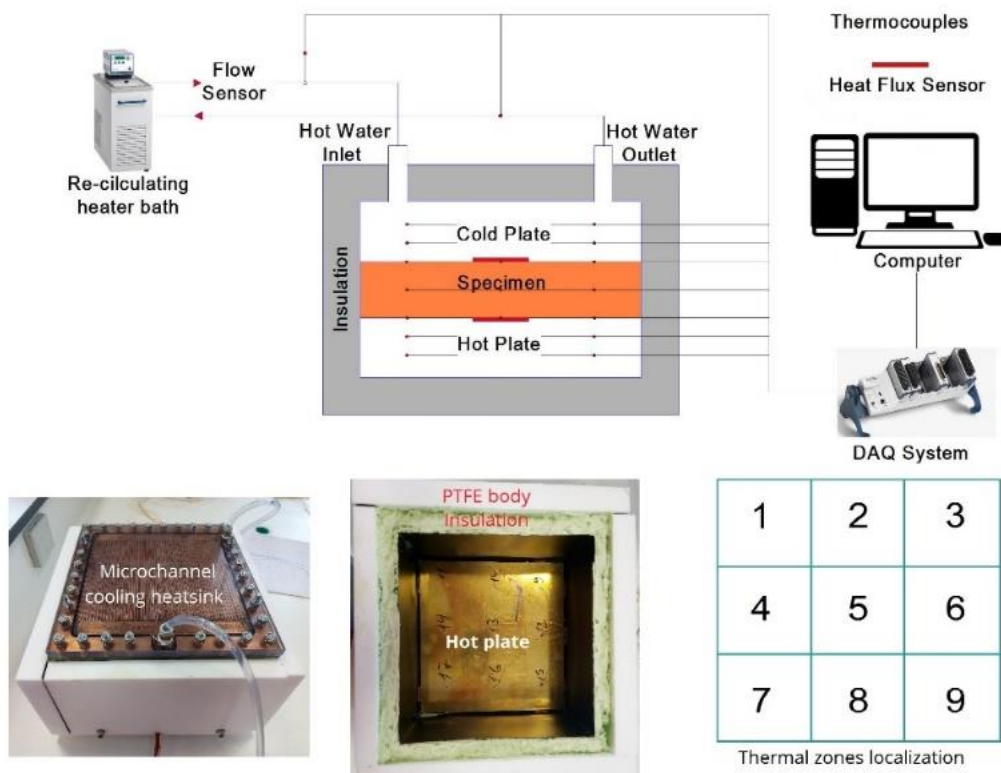 Thermocouples
Flow
Sensor
Heat Flux Sensor
Hot Water
Inlet
Hot Water
Outlet
Re-cilculating
heater bath
Cold Plate
Insulation
Specimen
Hot Plate
Computer
DAQ System
Microchannel
cooling heatsink
PTFE body
Insulation
Hot plate
14
13
1 2 3
4 5 6
7 8 9
Thermal zones localization